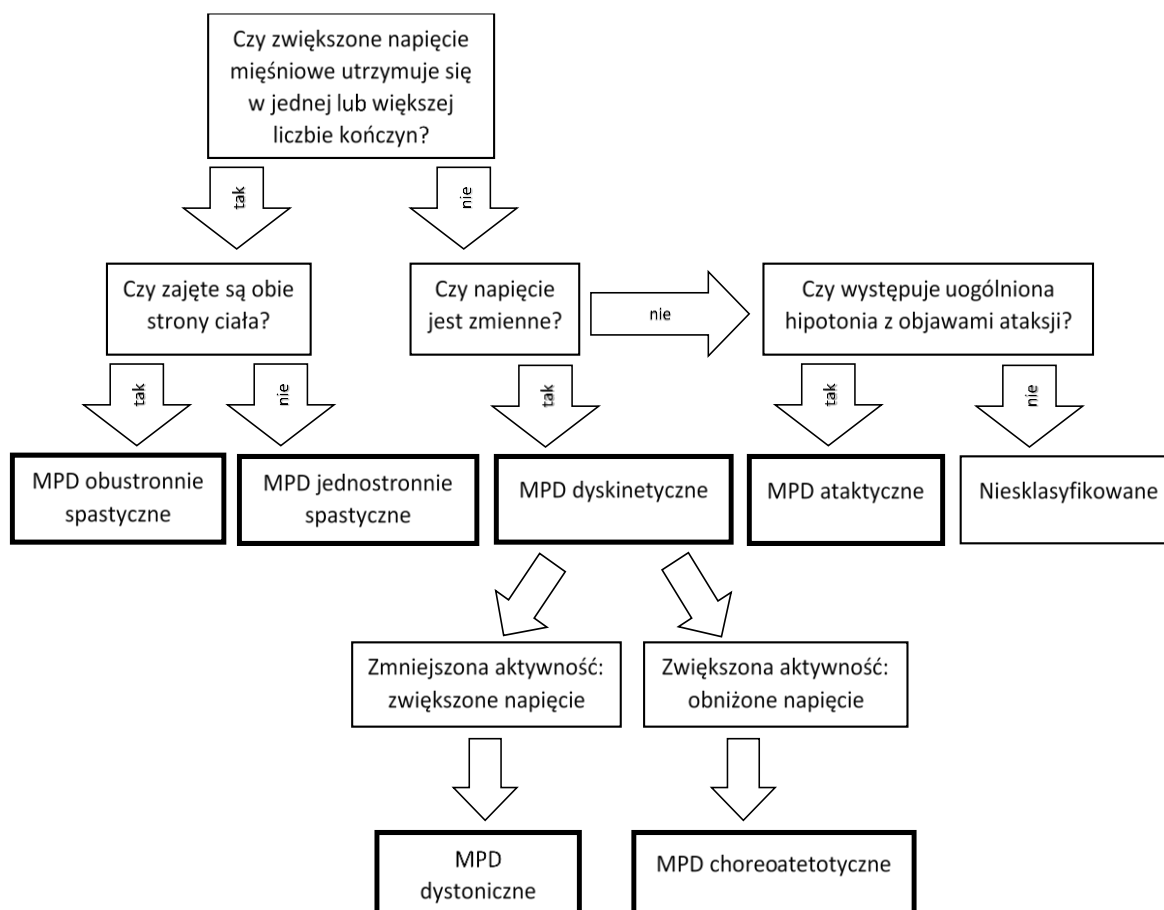 Czy zwiększone napięcie
mięśniowe utrzymuje się
w jednej lub większej
liczbie kończyn?
tak
nie
Czy zajęte są obie
strony ciała?
Czy napięcie
jest zmienne?
nie
Czy występuje uogólniona
hipotonia z objawami ataksji?
tak
nie
tak
tak
nie
MPD obustronnie
spastyczne
MPD jednostronnie
spastyczne
MPD dyskinetyczne
MPD ataktyczne
Niesklasyfikowane
Zmniejszona aktywność:
zwiększone napięcie
Zwiększona aktywność:
obniżone napięcie
MPD
dystoniczne
MPD choreoatetotyczne